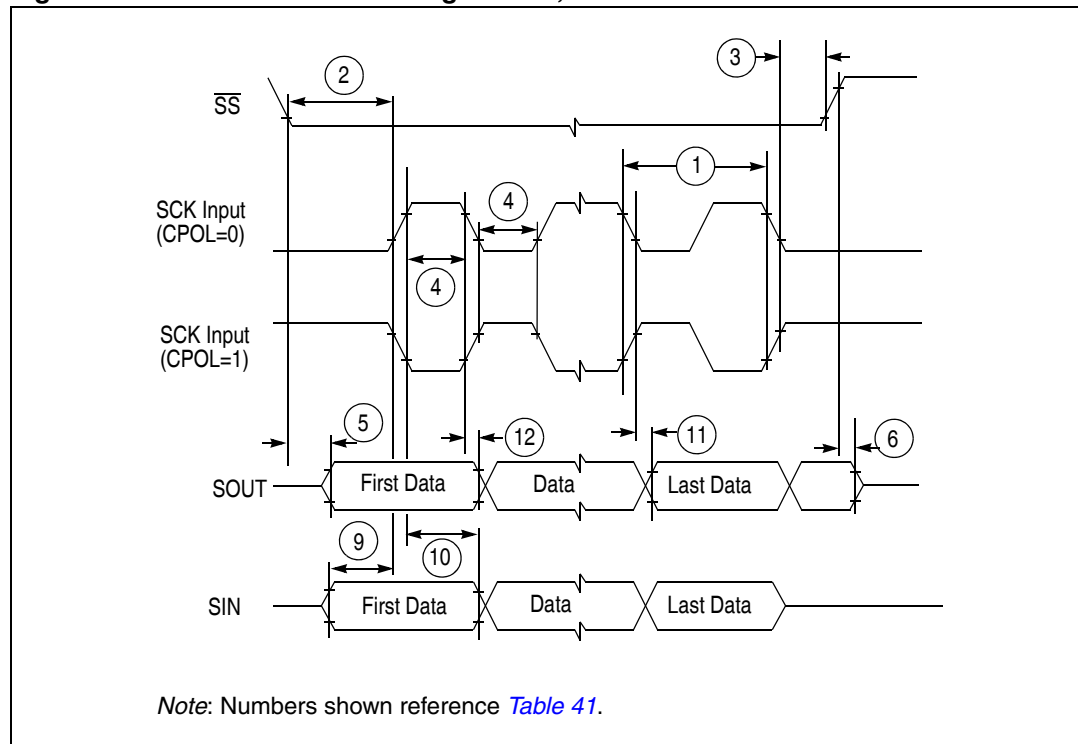 3
2
SS
1
SCK Input
(CPOL=0)
4
4
SCK Input
(CPOL=1)
5
12
11
6
SOUT
First Data
Data
Last Data
9
10
SIN
First Data
Data
Last Data
Note: Numbers shown reference Table 41.